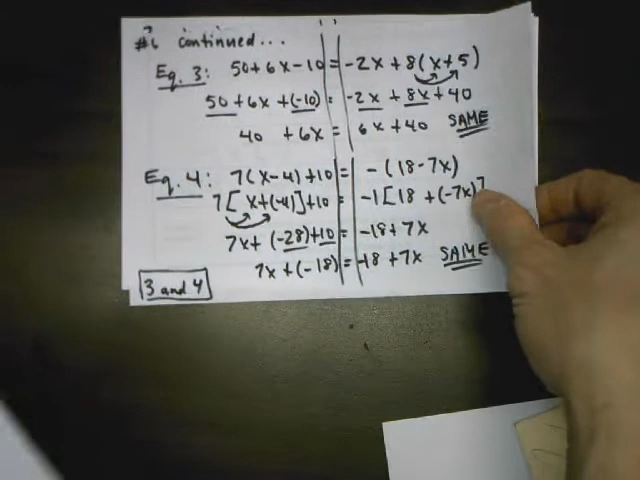 #6 continued...
Eq. 3: 50 + 6x - 10 = -2x + 8(x + 5)
50 + 6x + (-10) = -2x + 8x + 40
40 + 6x = 6x + 40 SAME
Eq. 4: 7(x - 4) + 10 = -(18 - 7x)
7[x + (-4)] + 10 = -1[18 + (-7x)]
7x + (-28) + 10 = -18 + 7x
7x + (-18) = -18 + 7x SAME
3 and 4